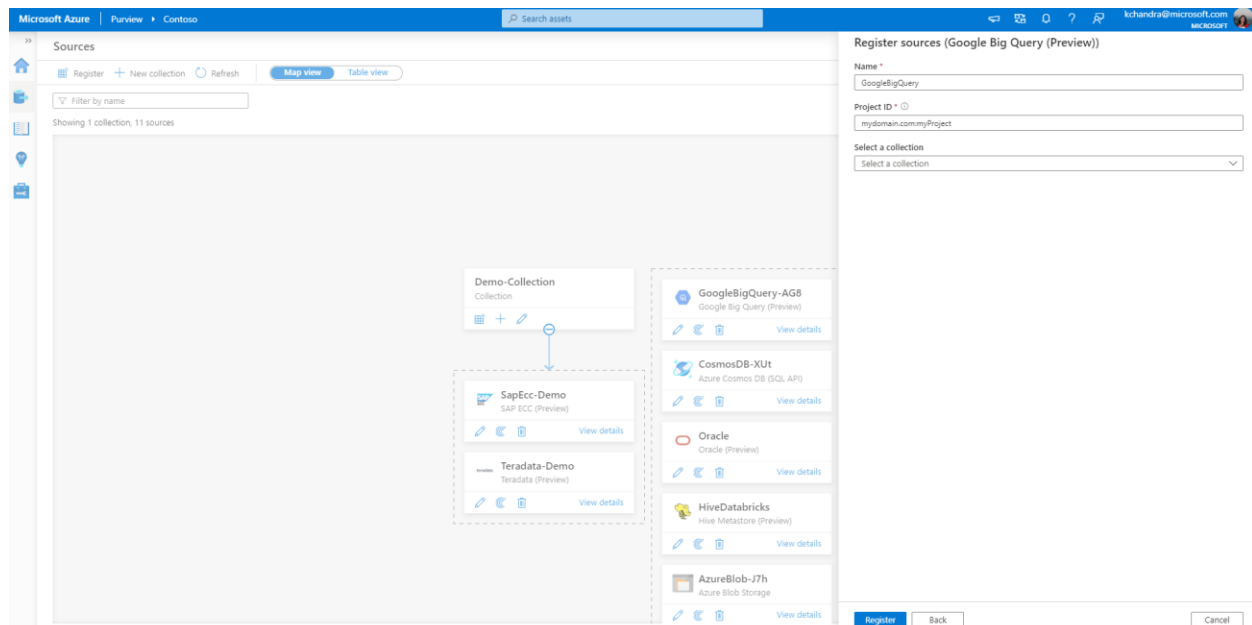 Microsoft Azure | Purview ▸ Contoso
Search assets
kchandra@microsoft.com
MICROSOFT
Sources
Register
New collection
Refresh
Map view
Table view
Filter by name
Showing 1 collection, 11 sources
Demo-Collection
Collection
SapEcc-Demo
SAP ECC (Preview)
View details
Teradata-Demo
Teradata (Preview)
View details
GoogleBigQuery-AG8
Google Big Query (Preview)
View details
CosmosDB-XUt
Azure Cosmos DB (SQL API)
View details
Oracle
Oracle (Preview)
View details
HiveDatabricks
Hive Metastore (Preview)
View details
AzureBlob-J7h
Azure Blob Storage
View details
Register sources (Google Big Query (Preview))
Name *
GoogleBigQuery
Project ID *
mydomain.com:myProject
Select a collection
Select a collection
Register
Back
Cancel